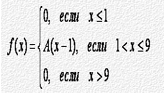 0, если x≤1
f(x)= A(x-1), если 1<x≤9
0, если x>9